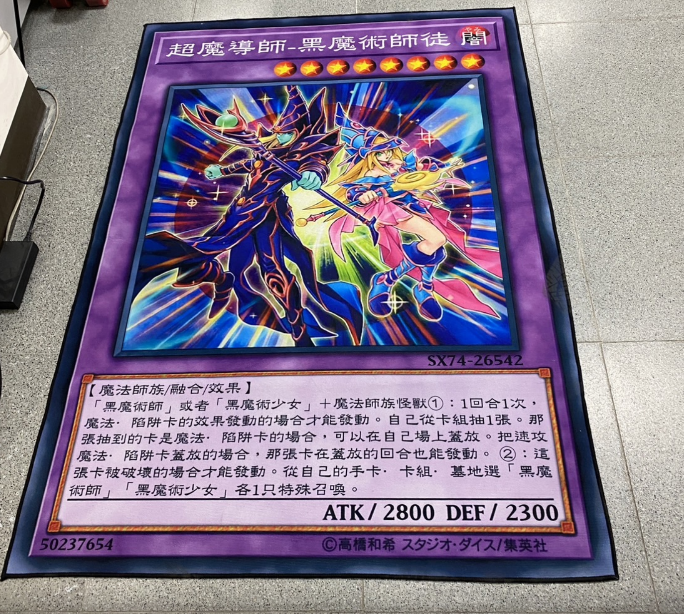 超魔導師-黑魔術師徒 闇
SX74-26542
【魔法師族/融合/效果】
「黑魔術師」或者「黑魔術少女」＋魔法師族怪獸①：1回合1次，
魔法·陷阱卡的效果發動的場合才能發動。自己從卡組抽1張。那
張抽到的卡是魔法·陷阱卡的場合，可以在自己場上蓋放。把速攻
魔法·陷阱卡蓋放的場合，那張卡在蓋放的回合也能發動。②：這
張卡被破壞的場合才能發動。從自己的手卡·卡組·墓地選「黑魔
術師」「黑魔術少女」各1只特殊召喚。
ATK/2800 DEF/2300
50237654 ©高橋和希 スタジオ·ダイス/集英社